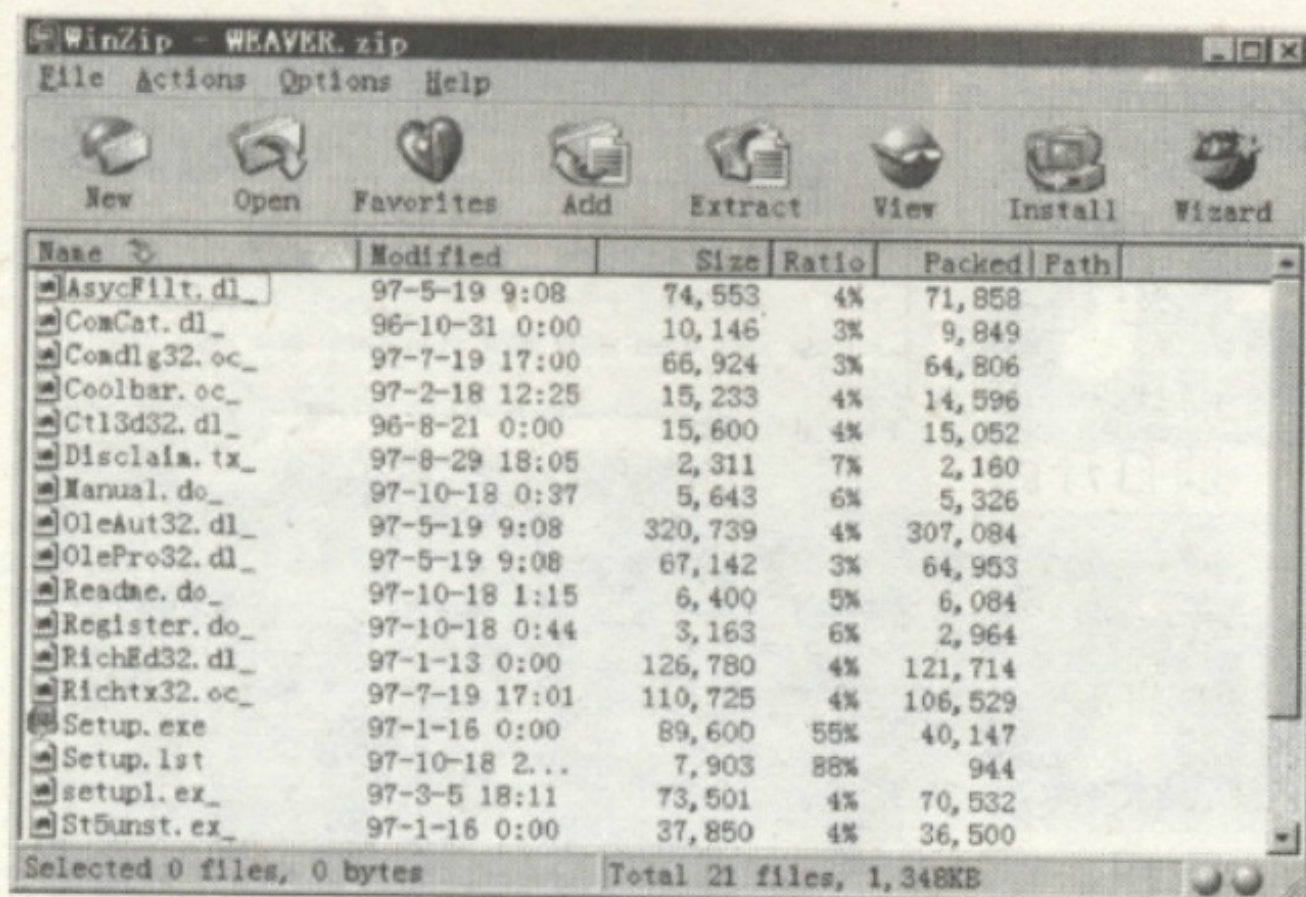 WinZip - WEAVER.zip
File Actions Options Help
New Open Favorites Add Extract View Install Wizard
Name Modified Size Ratio Packed Path
AsycFilt.dl_ 97-5-19 9:08 74,553 4% 71,858
ComCat.dl_ 96-10-31 0:00 10,146 3% 9,849
Comdlg32.oc_ 97-7-19 17:00 66,924 3% 64,806
Coolbar.oc_ 97-2-18 12:25 15,233 4% 14,596
Ctl3d32.dl_ 96-8-21 0:00 15,600 4% 15,052
Disclaim.tx_ 97-8-29 18:05 2,311 7% 2,160
Manual.do_ 97-10-18 0:37 5,643 6% 5,326
OleAut32.dl_ 97-5-19 9:08 320,739 4% 307,084
OlePro32.dl_ 97-5-19 9:08 67,142 3% 64,953
Readme.do_ 97-10-18 1:15 6,400 5% 6,084
Register.do_ 97-10-18 0:44 3,163 6% 2,964
RichEd32.dl_ 97-1-13 0:00 126,780 4% 121,714
Richtx32.oc_ 97-7-19 17:01 110,725 4% 106,529
Setup.exe 97-1-16 0:00 89,600 55% 40,147
Setup.lst 97-10-18 2... 7,903 88% 944
setup1.ex_ 97-3-5 18:11 73,501 4% 70,532
St5unst.ex_ 97-1-16 0:00 37,850 4% 36,500
Selected 0 files, 0 bytes Total 21 files, 1,348KB